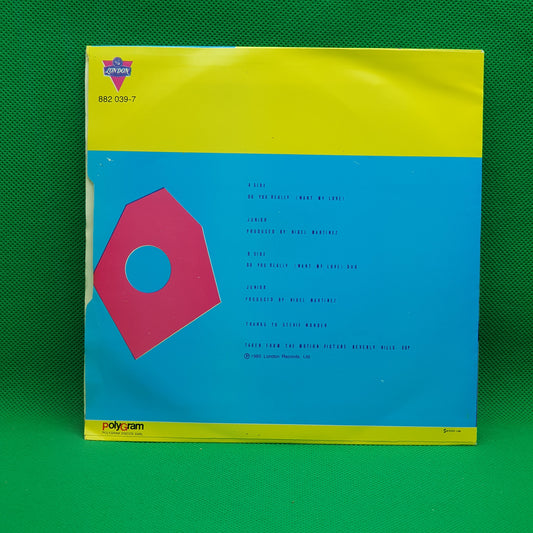 LONDON
882 039-7
A SIDE
DO YOU REALLY (WANT MY LOVE)
JUNIOR
PRODUCED BY NIGEL MARTINEZ
B SIDE
DO YOU REALLY (WANT MY LOVE) DUB
JUNIOR
PRODUCED BY NIGEL MARTINEZ
THANKS TO STEVIE WONDER
TAKEN FROM THE MOTION PICTURE BEVERLY HILLS COP
℗ 1985 London Records, Ltd
polyGram